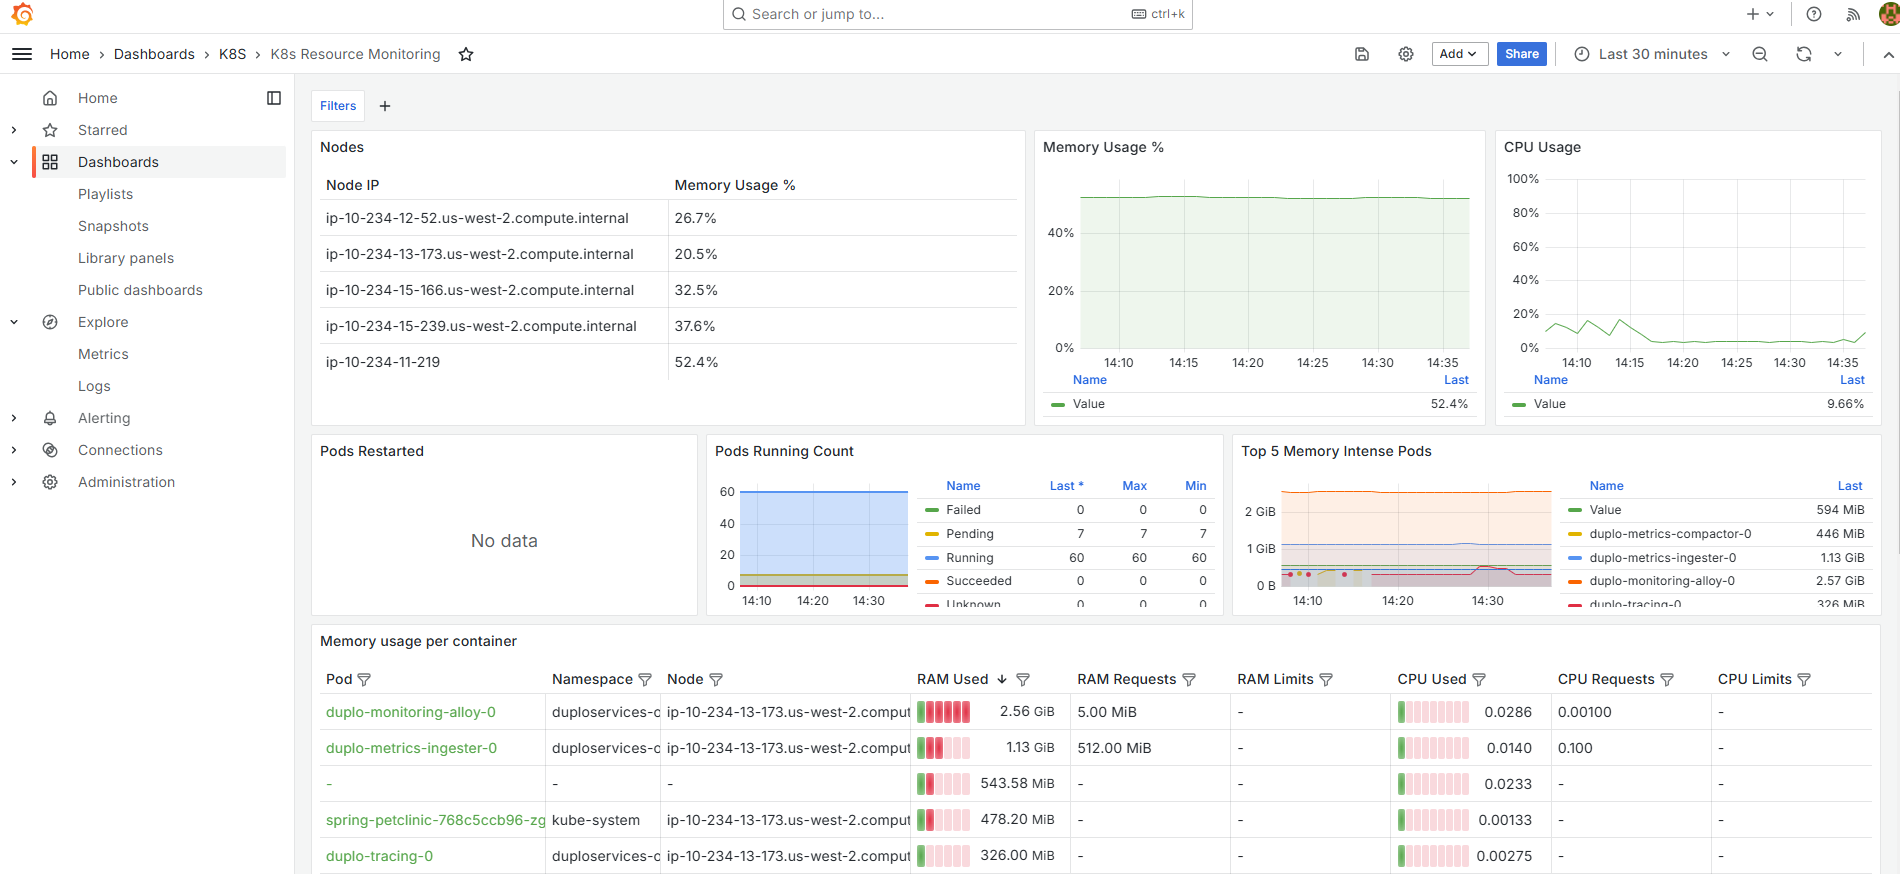 Search or jump to...
ctrl+k
Home › Dashboards › K8S › K8s Resource Monitoring
Add
Share
Last 30 minutes
Home
Starred
Dashboards
Playlists
Snapshots
Library panels
Public dashboards
Explore
Metrics
Logs
Alerting
Connections
Administration
Filters
Nodes
Node IP Memory Usage %
ip-10-234-12-52.us-west-2.compute.internal 26.7%
ip-10-234-13-173.us-west-2.compute.internal 20.5%
ip-10-234-15-166.us-west-2.compute.internal 32.5%
ip-10-234-15-239.us-west-2.compute.internal 37.6%
ip-10-234-11-219 52.4%
Memory Usage %
40%
20%
0%
14:10 14:15 14:20 14:25 14:30 14:35
Name Last
Value 52.4%
CPU Usage
100%
80%
60%
40%
20%
0%
14:10 14:15 14:20 14:25 14:30 14:35
Name Last
Value 9.66%
Pods Restarted
No data
Pods Running Count
60
40
20
0
14:10 14:20 14:30
Name Last * Max Min
Failed 0 0 0
Pending 7 7 7
Running 60 60 60
Succeeded 0 0 0
Unknown 0 0 0
Top 5 Memory Intense Pods
2 GiB
1 GiB
0 B
14:10 14:20 14:30
Name Last
Value 594 MiB
duplo-metrics-compactor-0 446 MiB
duplo-metrics-ingester-0 1.13 GiB
duplo-monitoring-alloy-0 2.57 GiB
duplo-tracing-0 326 MiB
Memory usage per container
Pod Namespace Node RAM Used RAM Requests RAM Limits CPU Used CPU Requests CPU Limits
duplo-monitoring-alloy-0 duploservices-c ip-10-234-13-173.us-west-2.comput 2.56 GiB 5.00 MiB - 0.0286 0.00100 -
duplo-metrics-ingester-0 duploservices-c ip-10-234-13-173.us-west-2.comput 1.13 GiB 512.00 MiB - 0.0140 0.100 -
- - - 543.58 MiB - - 0.0233 - -
spring-petclinic-768c5ccb96-zg kube-system ip-10-234-13-173.us-west-2.comput 478.20 MiB - - 0.00133 - -
duplo-tracing-0 duploservices-c ip-10-234-13-173.us-west-2.comput 326.00 MiB - - 0.00275 - -